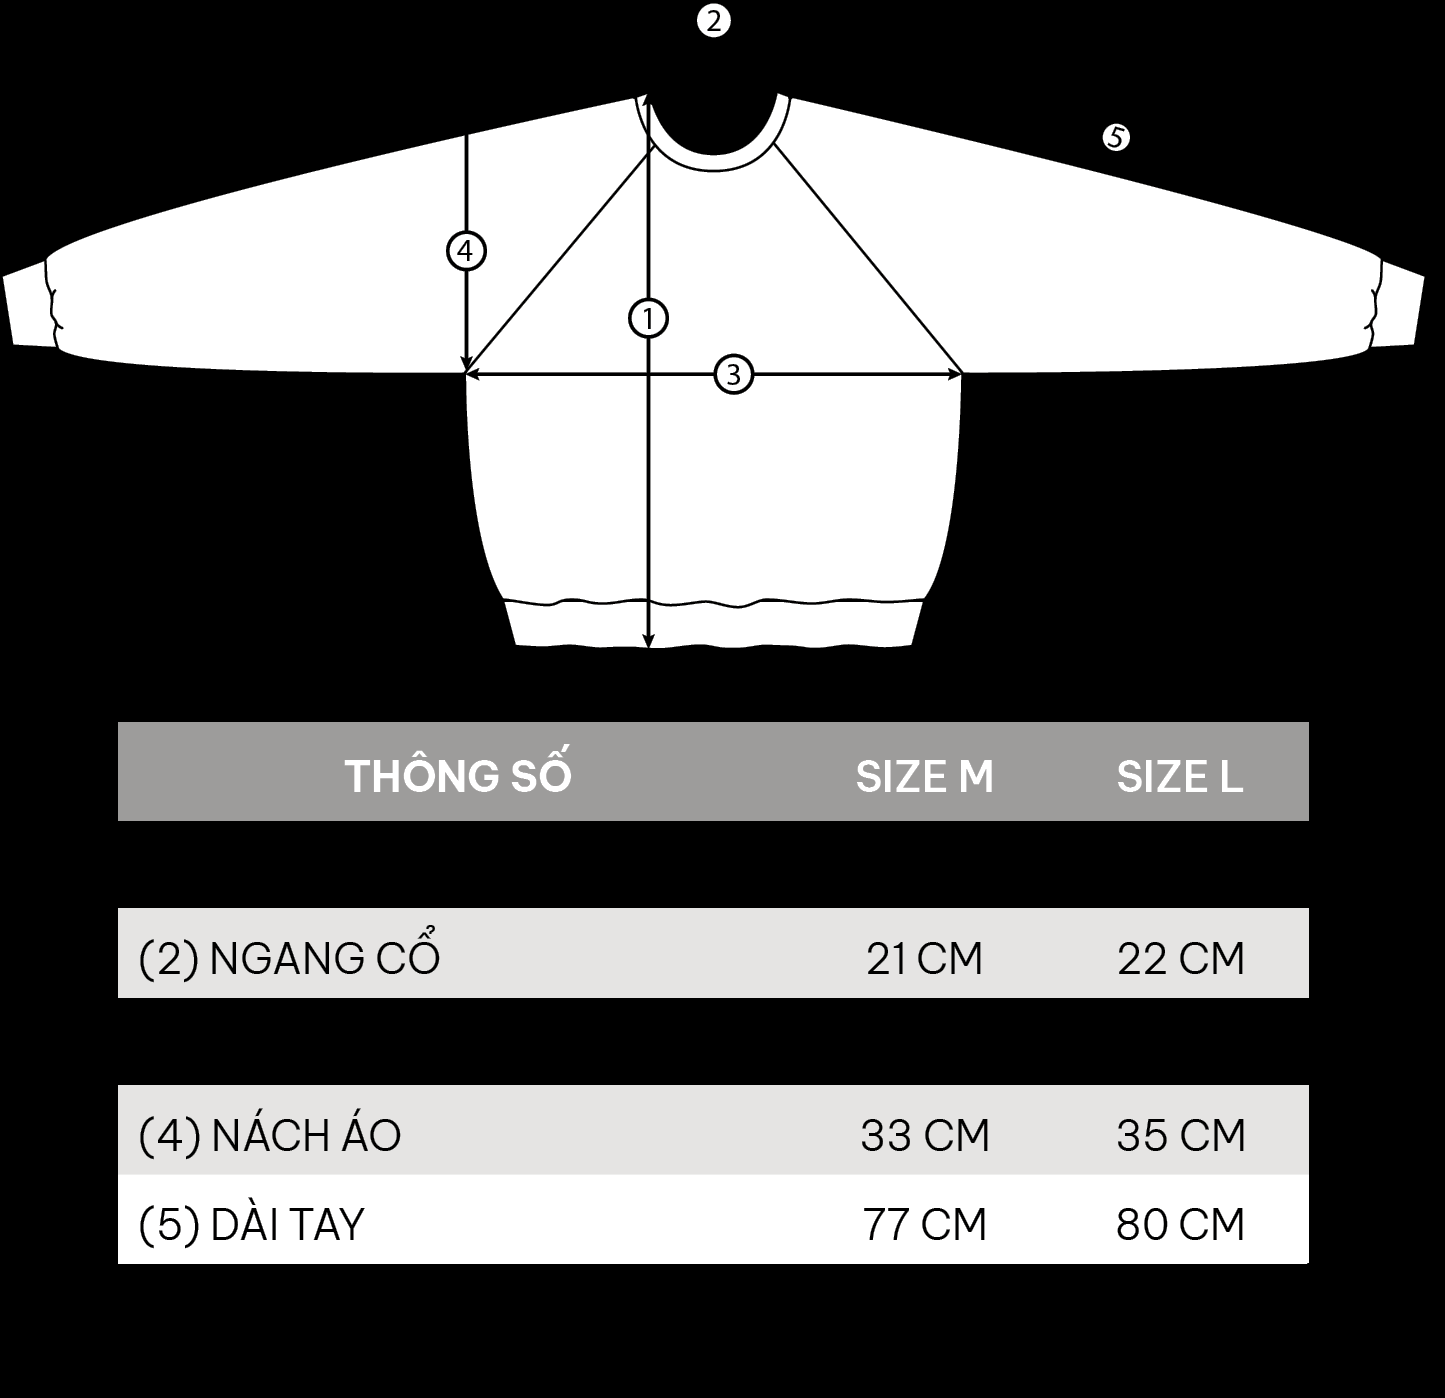 2
5
4
1
3
THÔNG SỐ SIZE M SIZE L
(2) NGANG CỔ 21 CM 22 CM
(4) NÁCH ÁO 33 CM 35 CM
(5) DÀI TAY 77 CM 80 CM